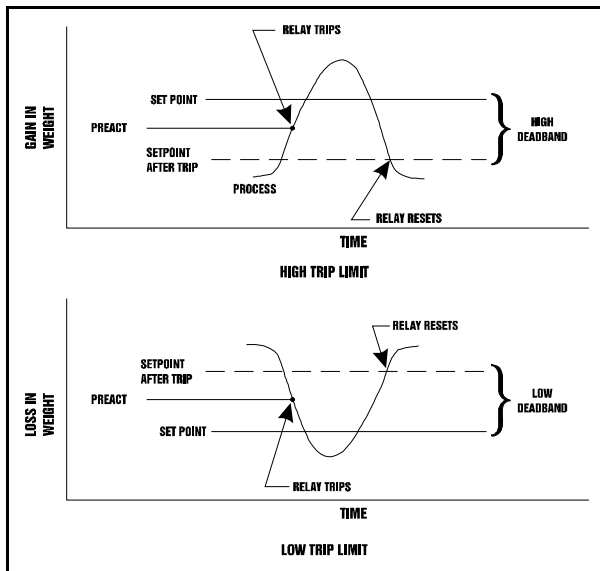 RELAY TRIPS
SET POINT
PREACT
SETPOINT
AFTER TRIP
PROCESS
RELAY RESETS
HIGH
DEADBAND
GAIN IN
WEIGHT
TIME
HIGH TRIP LIMIT
RELAY RESETS
SETPOINT
AFTER TRIP
PREACT
SET POINT
RELAY TRIPS
LOW
DEADBAND
LOSS IN
WEIGHT
TIME
LOW TRIP LIMIT